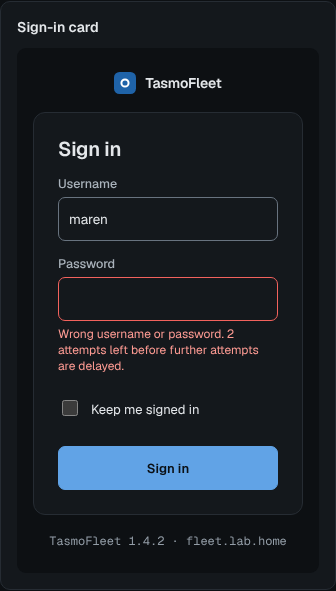 Sign-in card
TasmoFleet
Sign in
Username
maren
Password
Wrong username or password. 2
attempts left before further attempts
are delayed.
Keep me signed in
Sign in
TasmoFleet 1.4.2 · fleet.lab.home